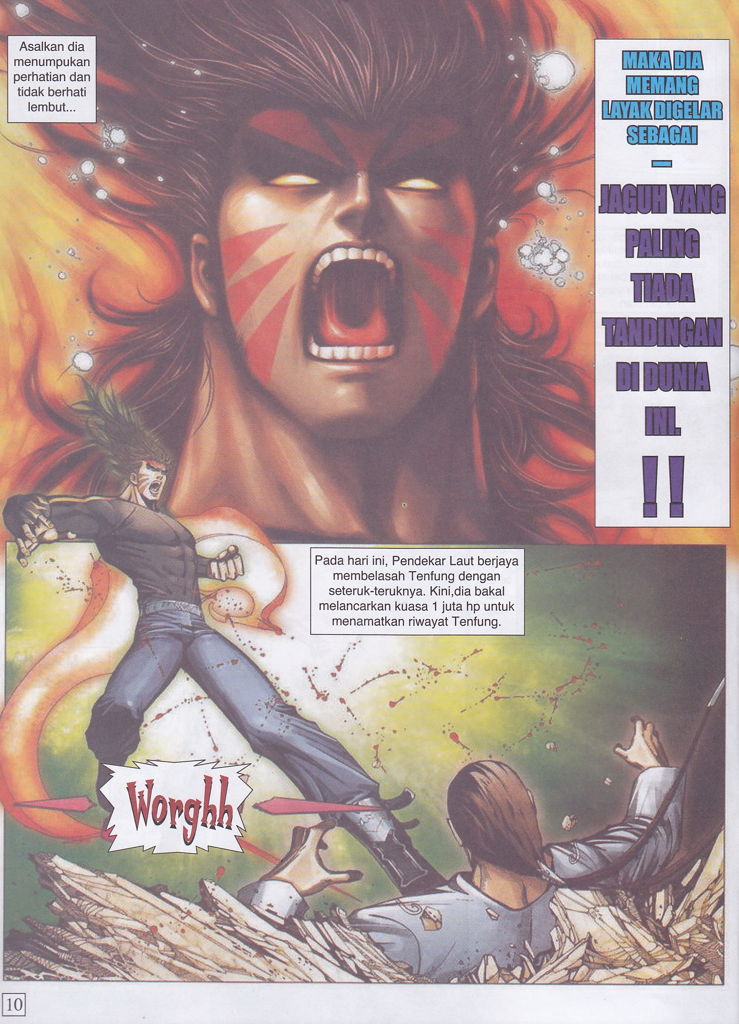 Asalkan dia
menumpukan
perhatian dan
tidak berhati
lembut...
MAKA DIA
MEMANG
LAYAK DIGELAR
SEBAGAI
–
JAGUH YANG
PALING
TIADA
TANDINGAN
DI DUNIA
INI.
!!
Pada hari ini, Pendekar Laut berjaya
membelasah Tenfung dengan
seteruk-teruknya. Kini,dia bakal
melancarkan kuasa 1 juta hp untuk
menamatkan riwayat Tenfung.
Worghh
10